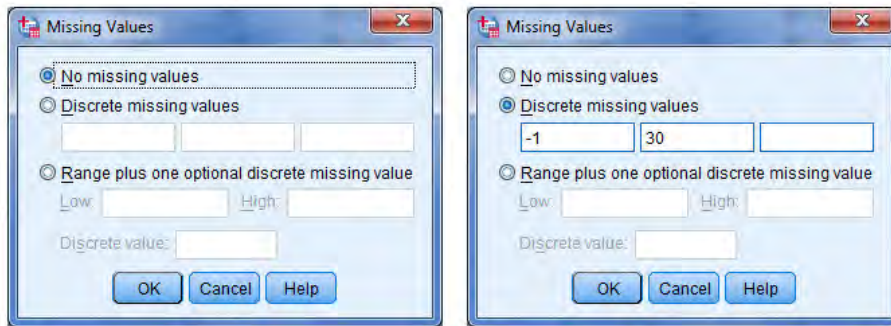 Missing Values
No missing values
Discrete missing values
Range plus one optional discrete missing value
Low: High:
Discrete value:
OK Cancel Help
Missing Values
No missing values
Discrete missing values
-1 30
Range plus one optional discrete missing value
Low: High:
Discrete value:
OK Cancel Help